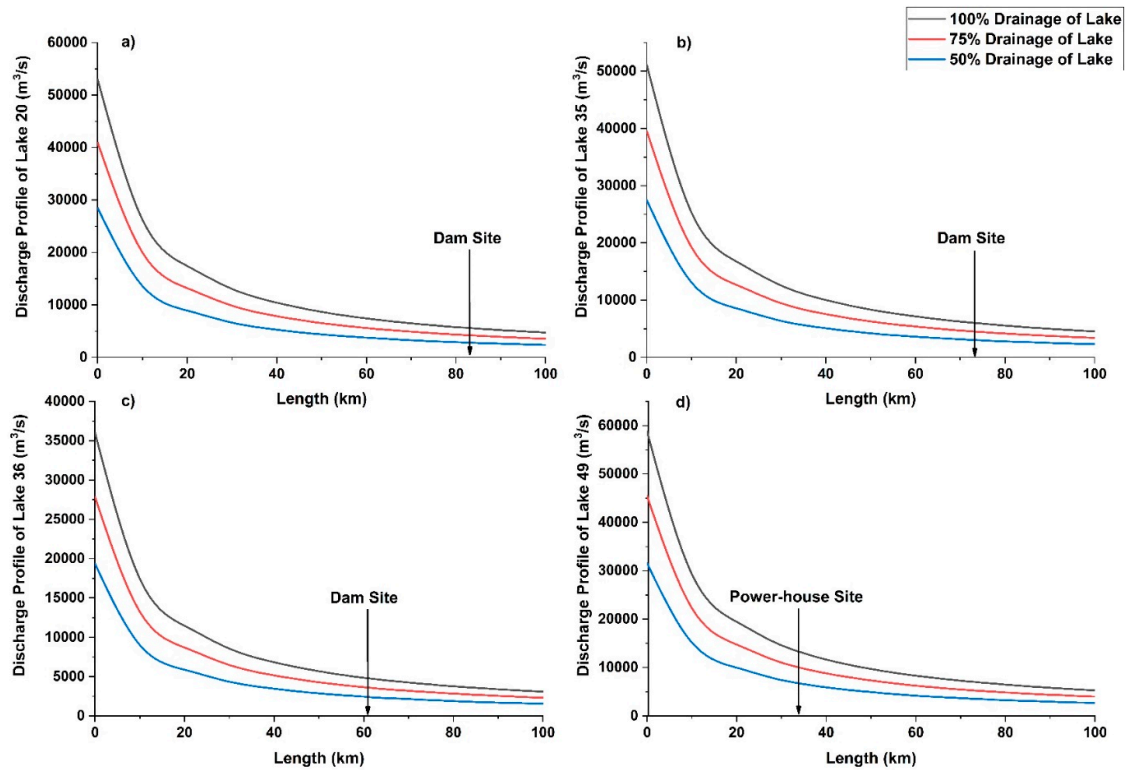 100% Drainage of Lake
75% Drainage of Lake
50% Drainage of Lake
a)
Discharge Profile of Lake 20 (m³/s)
60000
50000
40000
30000
20000
10000
0
Dam Site
0 20 40 60 80 100
Length (km)
b)
Discharge Profile of Lake 35 (m³/s)
50000
40000
30000
20000
10000
0
Dam Site
0 20 40 60 80 100
Length (km)
c)
Discharge Profile of Lake 36 (m³/s)
40000
35000
30000
25000
20000
15000
10000
5000
0
Dam Site
0 20 40 60 80 100
Length (km)
d)
Discharge Profile of Lake 49 (m³/s)
60000
50000
40000
30000
20000
10000
0
Power-house Site
0 20 40 60 80 100
Length (km)